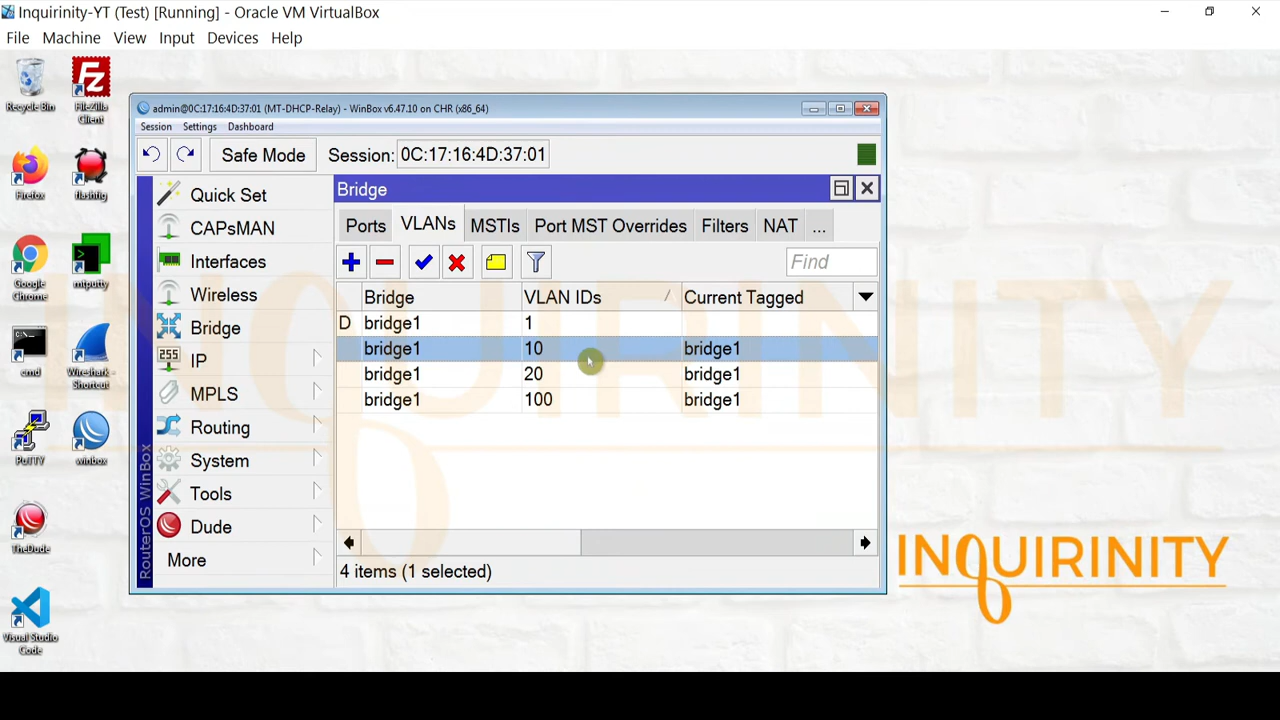 Inquirinity-YT (Test) [Running] - Oracle VM VirtualBox
File Machine View Input Devices Help
Recycle Bin
FileZilla Client
Firefox
flashfig
Google Chrome
mtputty
cmd
Wireshark - Shortcut
PuTTY
winbox
TheDude
Visual Studio Code
admin@0C:17:16:4D:37:01 (MT-DHCP-Relay) - WinBox v6.47.10 on CHR (x86_64)
Session Settings Dashboard
Safe Mode Session: 0C:17:16:4D:37:01
RouterOS WinBox
Quick Set
CAPsMAN
Interfaces
Wireless
Bridge
IP
255
MPLS
Routing
System
Tools
Dude
More
Bridge
Ports VLANs MSTIs Port MST Overrides Filters NAT ...
Find
Bridge VLAN IDs / Current Tagged
D bridge1 1
bridge1 10 bridge1
bridge1 20 bridge1
bridge1 100 bridge1
4 items (1 selected)
INQUIRINITY
INQUIRINITY